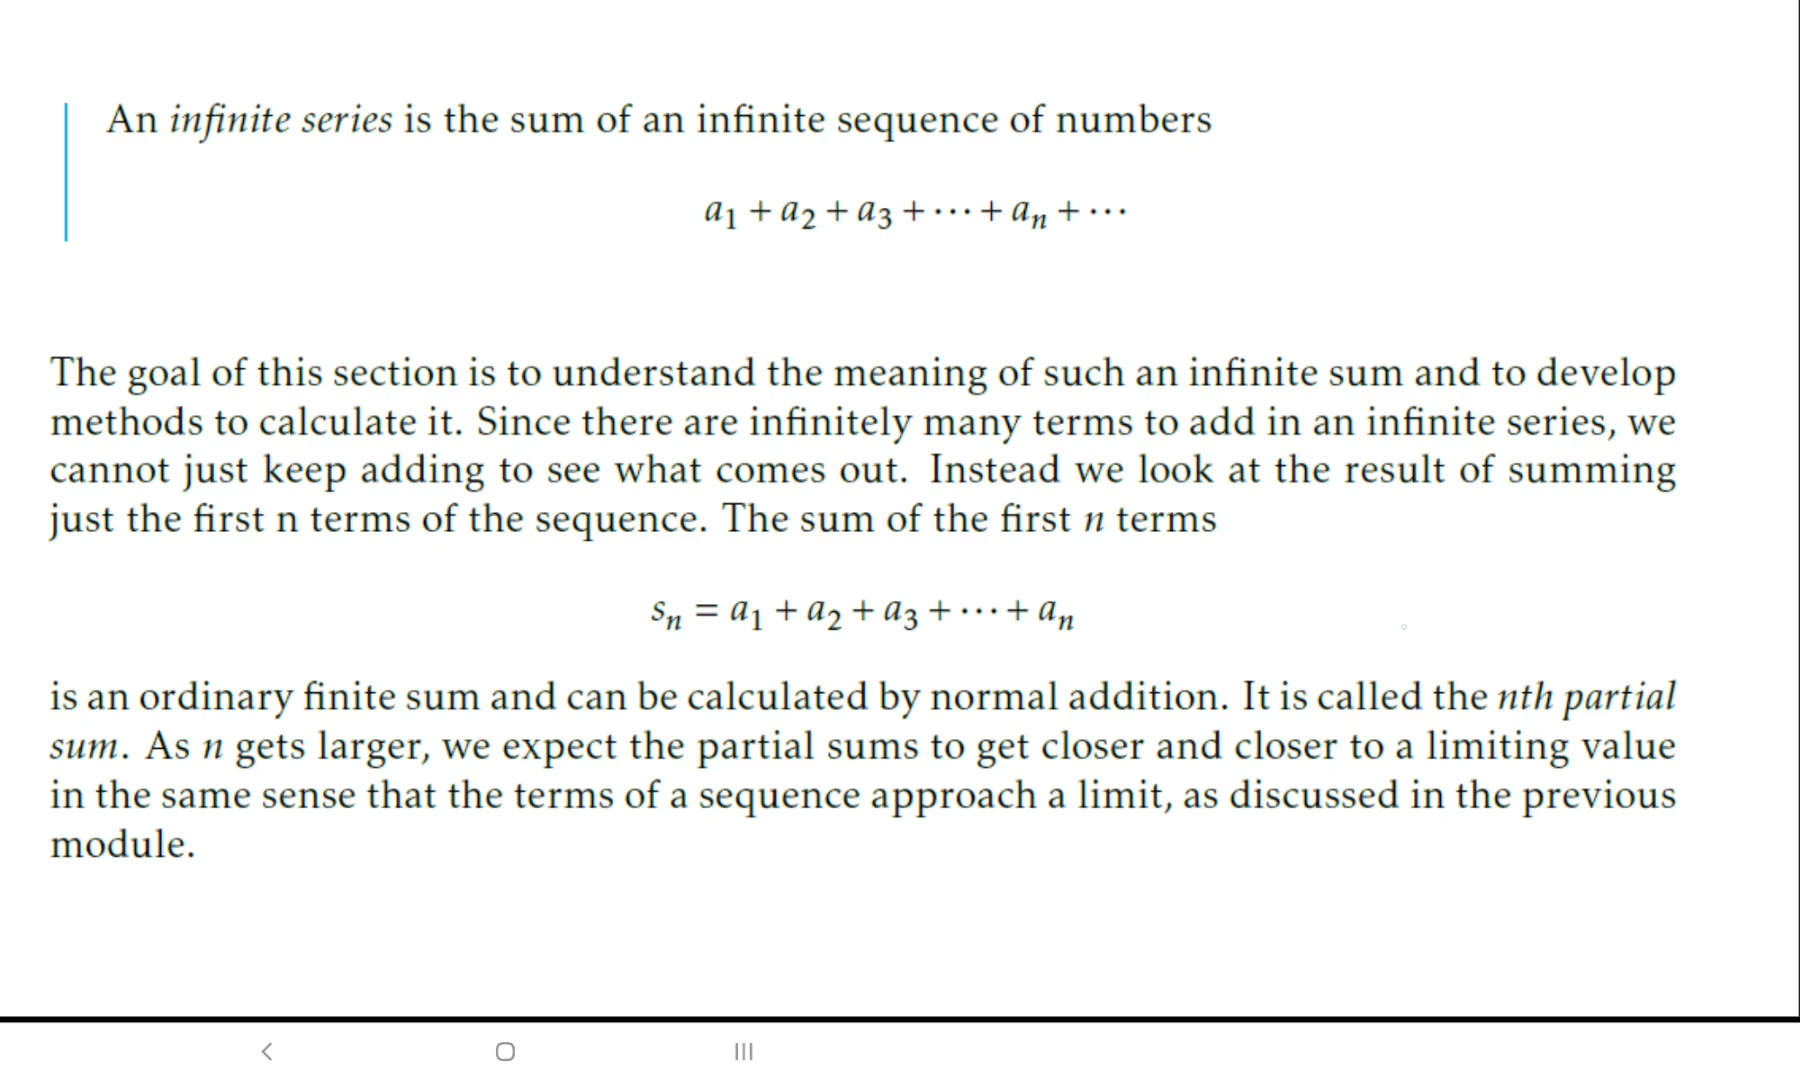 An infinite series is the sum of an infinite sequence of numbers
a₁ + a₂ + a₃ + ··· + aₙ + ···
The goal of this section is to understand the meaning of such an infinite sum and to develop
methods to calculate it. Since there are infinitely many terms to add in an infinite series, we
cannot just keep adding to see what comes out. Instead we look at the result of summing
just the first n terms of the sequence. The sum of the first n terms
sₙ = a₁ + a₂ + a₃ + ··· + aₙ
is an ordinary finite sum and can be calculated by normal addition. It is called the nth partial
sum. As n gets larger, we expect the partial sums to get closer and closer to a limiting value
in the same sense that the terms of a sequence approach a limit, as discussed in the previous
module.